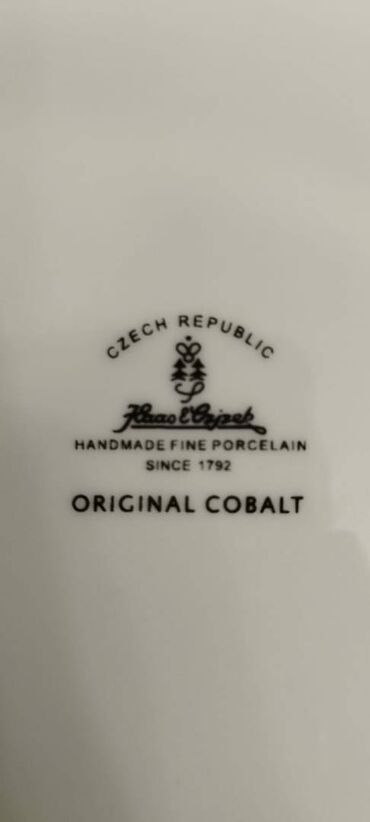 CZECH REPUBLIC
Haas & Czjzek
HANDMADE FINE PORCELAIN
SINCE 1792
ORIGINAL COBALT